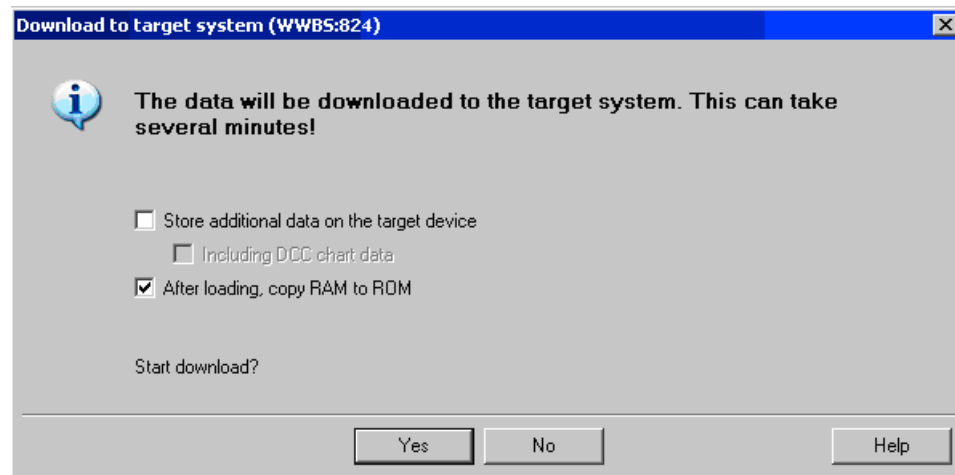 Download to target system (WWBS:824)
The data will be downloaded to the target system. This can take
several minutes!
Store additional data on the target device
Including DCC chart data
After loading, copy RAM to ROM
Start download?
Yes No Help